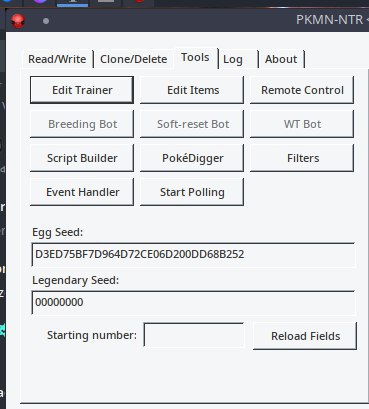 PKMN-NTR
Read/Write Clone/Delete Tools Log About
Edit Trainer Edit Items Remote Control
Breeding Bot Soft-reset Bot WT Bot
Script Builder PokéDigger Filters
Event Handler Start Polling
Egg Seed:
D3ED75BF7D964D72CE06D200DD68B252
Legendary Seed:
00000000
Starting number: Reload Fields